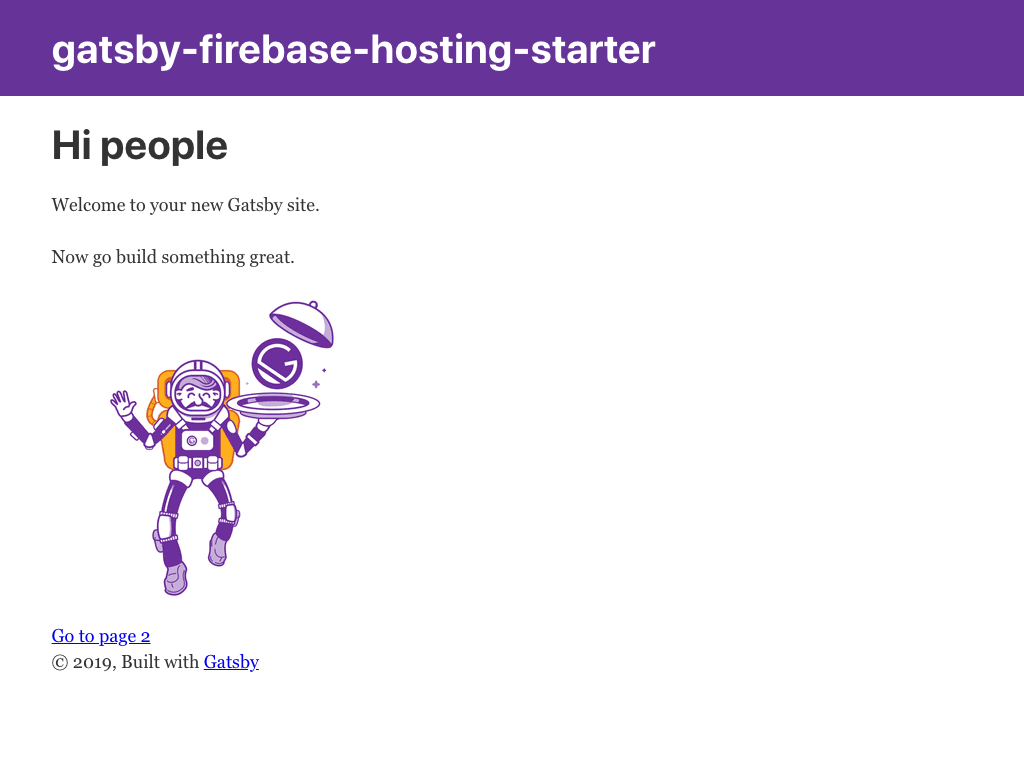 gatsby-firebase-hosting-starter
Hi people
Welcome to your new Gatsby site.
Now go build something great.
Go to page 2
© 2019, Built with Gatsby